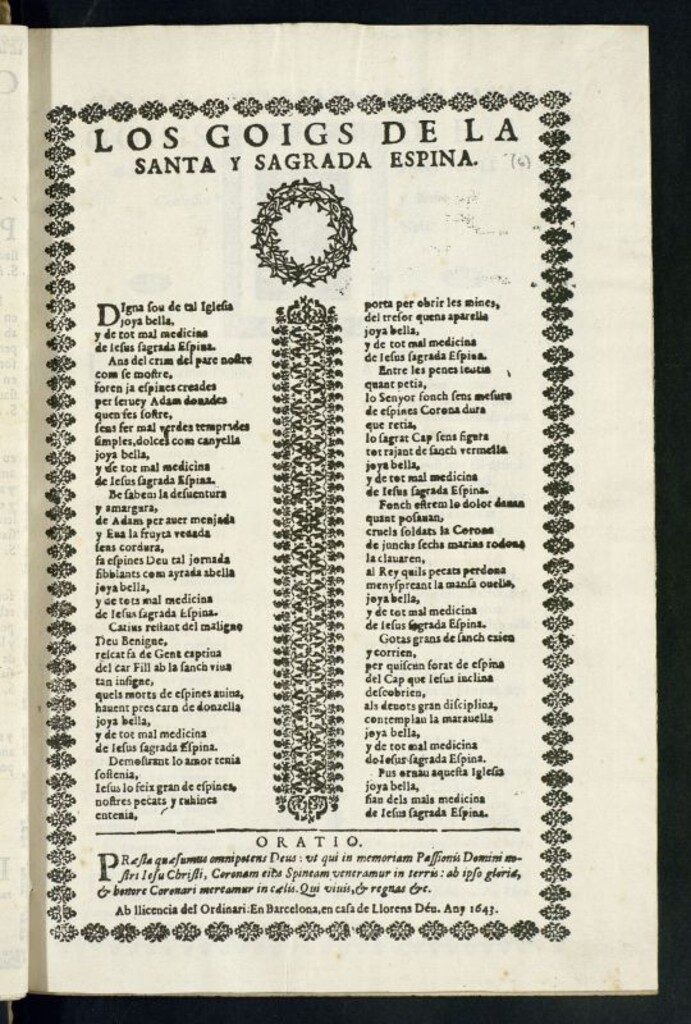 LOS GOIGS DE LA
SANTA Y SAGRADA ESPINA. (6)
DIgna sou de tal Iglesia
joya bella,
y de tot mal medicina
de Iesus sagrada Espina.
Ans del crim del pare nostre
com se mostre,
foren ja espines creades
per seruey Adam donades
quen fes sostre,
sens fer mal verdes temprades
simples, dolces com canyella
joya bella,
y de tot mal medicina
de Iesus sagrada Espina.
Be sabem la desuentura
y amargura,
de Adam per auer menjada
y Eua la fruyta vedada
sens cordura,
fa espines Deu tal jornada
sibblants com ayrada abella
joya bella,
y de tots mal medicina
de Iesus sagrada Espina.
Catius restant del maligne
Deu Benigne,
rescat fa de Gent captiua
del car Fill ab la sanch viua
tan insigne,
quels morts de espines auiua,
hauent pres carn de donzella
joya bella,
y de tot mal medicina
de Iesus sagrada Espina.
Demostrant lo amor tenia
sostenia,
Iesus lo feix gran de espines,
nostres pecats y ruhines
entenia,
porta per obrir les mines,
del tresor quens aparella
joya bella,
y de tot mal medicina
de Iesus sagrada Espina.
Entre les penes
quant petia,
lo Senyor fonch sens mesura
de espines Corona dura
que retia,
lo sagrat Cap sens figura
tot rajant de sanch vermella
joya bella,
y de tot mal medicina
de Iesus sagrada Espina.
Fonch estrem lo dolor
quant posauan,
cruels soldats la Corona
de junchs sechs marins rodona
la clauaren,
al Rey quils pecats perdona
menyspreant la mansa ouella,
joya bella,
y de tot mal medicina
de Iesus sagrada Espina.
Gotas grans de sanch exien
y corrien,
per quiscun forat de espina
del Cap que Iesus inclina
descobrien,
als deuots gran disciplina,
contemplau la marauella
joya bella,
y de tot mal medicina
de Iesus sagrada Espina.
Pus ornau aquesta Iglesia
joya bella,
siau dels mals medicina
de Iesus sagrada Espina.
ORATIO.
PRæsta quæsumus omnipotens Deus: vt qui in memoriam Passionis Domini no-
stri Iesu Christi, Coronam eius Spineam veneramur in terris: ab ipso gloria,
& honore Coronari mereamur in cælis. Qui viuis, & regnas &c.
Ab llicencia del Ordinari: En Barcelona, en casa de Llorens Déu. Any 1643.